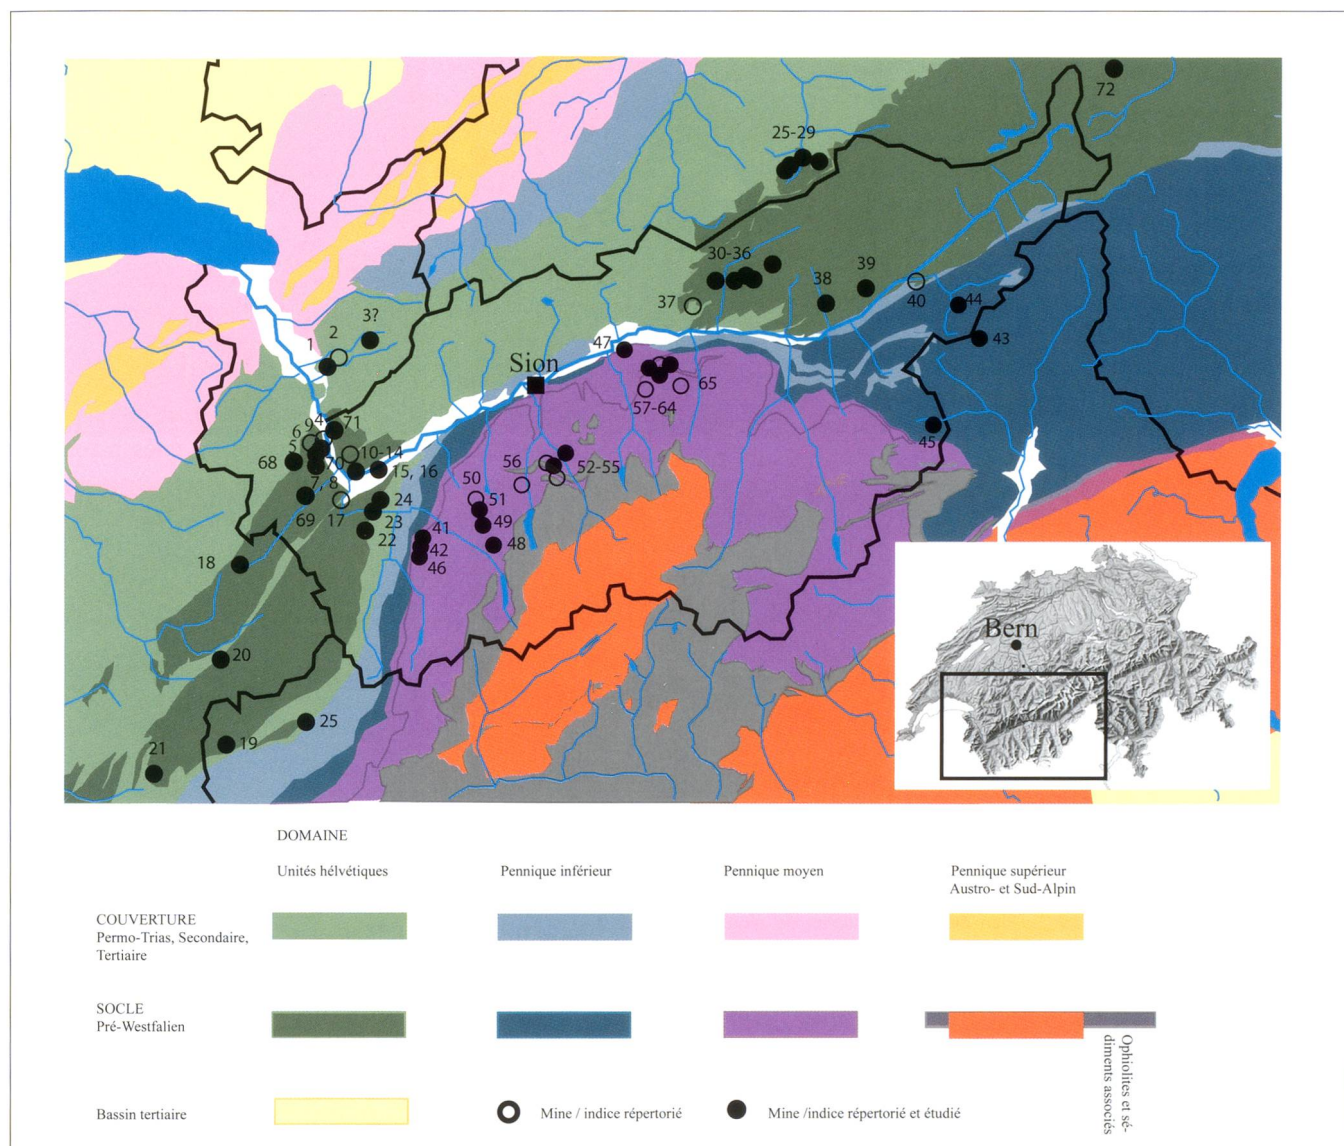 72
25-29
30-36
39
38
37
40
44
43
3?
2
1
47
Sion
65
57-64
45
4
9
6
5
71
68
70
10-14
15, 16
7, 8
69
17
24
23
22
56
52-55
50
51
49
48
41
42
46
18
20
25
19
21
Bern
DOMAINE
Unités hélvétiques
Pennique inférieur
Pennique moyen
Pennique supérieur
Austro- et Sud-Alpin
COUVERTURE
Permo-Trias, Secondaire,
Tertiaire
SOCLE
Pré-Westfalien
Ophiolites et sé-
diments associés
Bassin tertiaire
Mine / indice répertorié
Mine /indice répertorié et étudié